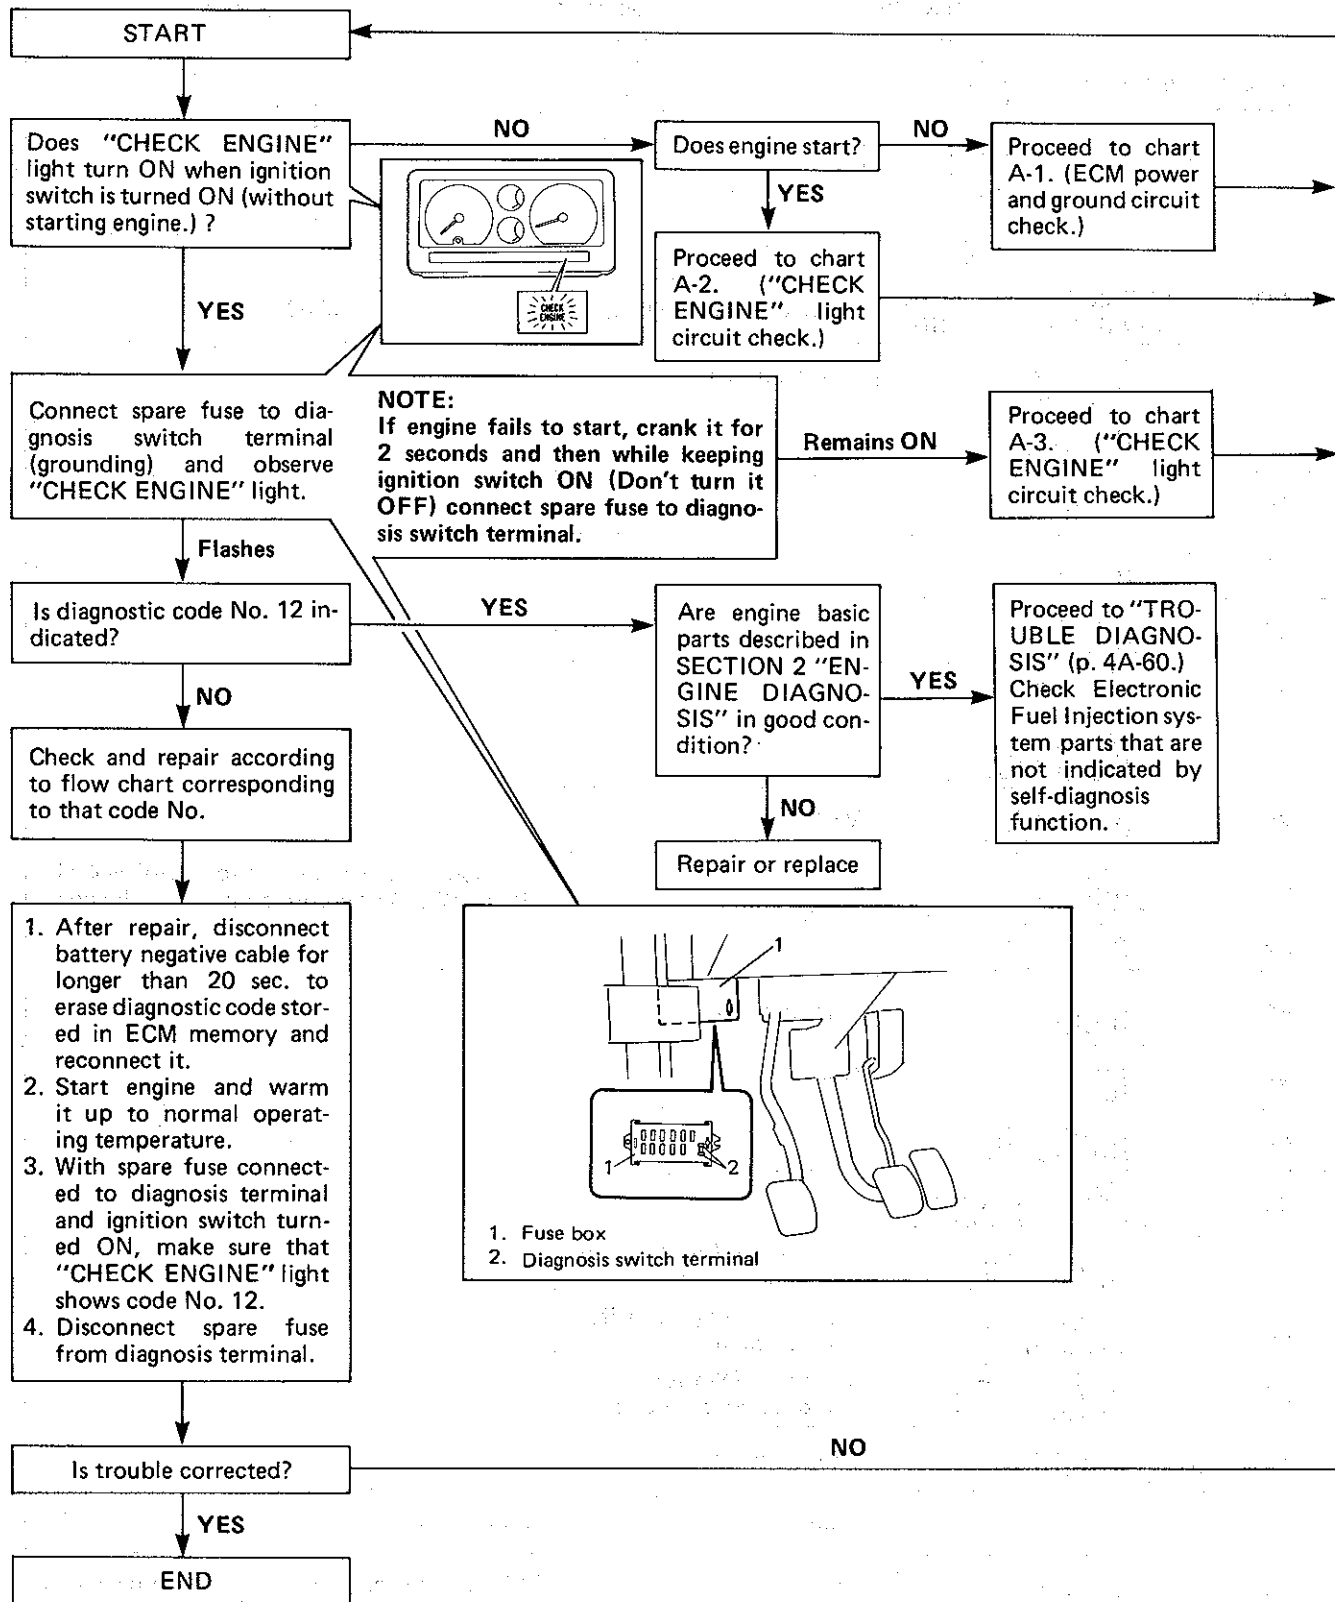 START
Does "CHECK ENGINE"
light turn ON when ignition
switch is turned ON (without
starting engine.) ?
NO
Does engine start?
NO
Proceed to chart
A-1. (ECM power
and ground circuit
check.)
YES
Proceed to chart
A-2. ("CHECK
ENGINE" light
circuit check.)
CHECK
ENGINE
YES
Connect spare fuse to dia-
gnosis switch terminal
(grounding) and observe
"CHECK ENGINE" light.
NOTE:
If engine fails to start, crank it for
2 seconds and then while keeping
ignition switch ON (Don't turn it
OFF) connect spare fuse to diagno-
sis switch terminal.
Remains ON
Proceed to chart
A-3. ("CHECK
ENGINE" light
circuit check.)
Flashes
Is diagnostic code No. 12 in-
dicated?
YES
Are engine basic
parts described in
SECTION 2 "EN-
GINE DIAGNO-
SIS" in good con-
dition?
YES
Proceed to "TRO-
UBLE DIAGNO-
SIS" (p. 4A-60.)
Check Electronic
Fuel Injection sys-
tem parts that are
not indicated by
self-diagnosis
function.
NO
Check and repair according
to flow chart corresponding
to that code No.
NO
Repair or replace
1. After repair, disconnect
battery negative cable for
longer than 20 sec. to
erase diagnostic code stor-
ed in ECM memory and
reconnect it.
2. Start engine and warm
it up to normal operat-
ing temperature.
3. With spare fuse connect-
ed to diagnosis terminal
and ignition switch turn-
ed ON, make sure that
"CHECK ENGINE" light
shows code No. 12.
4. Disconnect spare fuse
from diagnosis terminal.
1
1
2
1. Fuse box
2. Diagnosis switch terminal
Is trouble corrected?
NO
YES
END